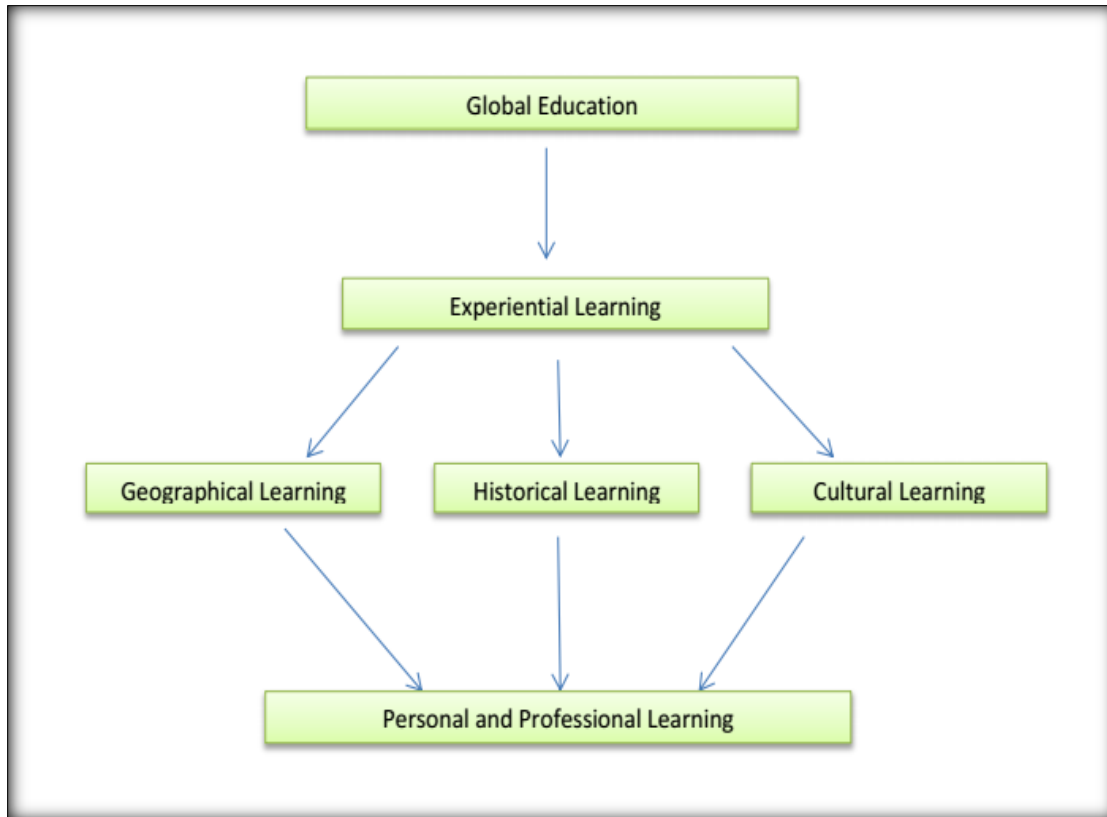 Global Education
Experiential Learning
Geographical Learning
Historical Learning
Cultural Learning
Personal and Professional Learning